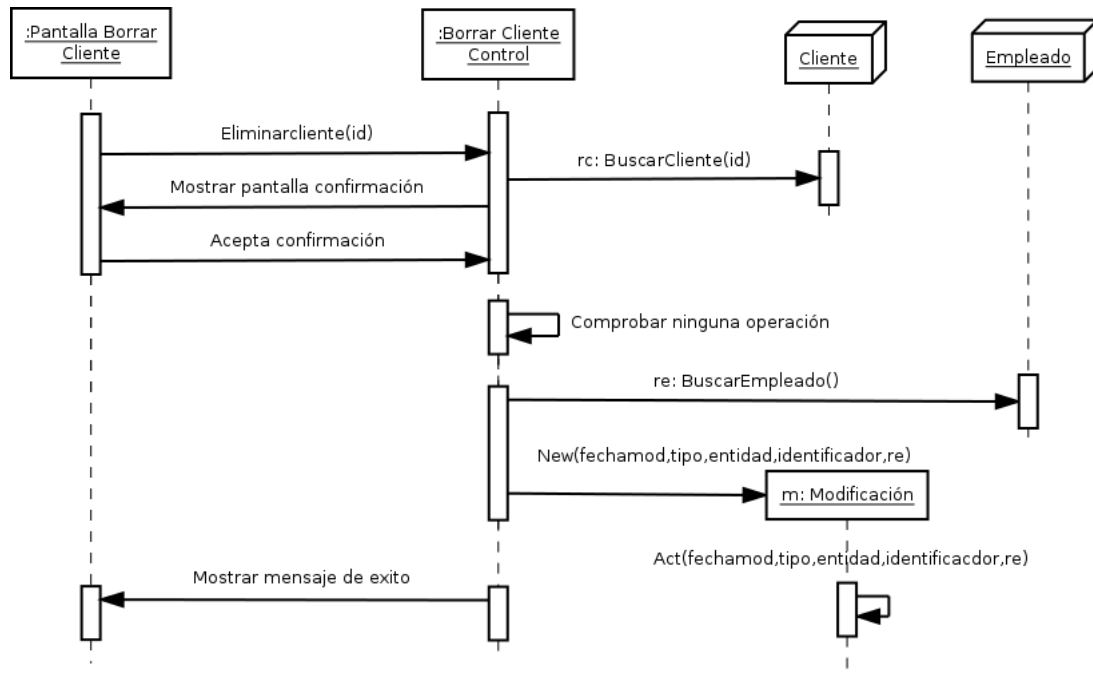 :Pantalla Borrar
Cliente
:Borrar Cliente
Control
Cliente
Empleado
Eliminarcliente(id)
rc: BuscarCliente(id)
Mostrar pantalla confirmación
Acepta confirmación
Comprobar ninguna operación
re: BuscarEmpleado()
New(fechamod,tipo,entidad,identificador,re)
m: Modificación
Act(fechamod,tipo,entidad,identificacdor,re)
Mostrar mensaje de exito